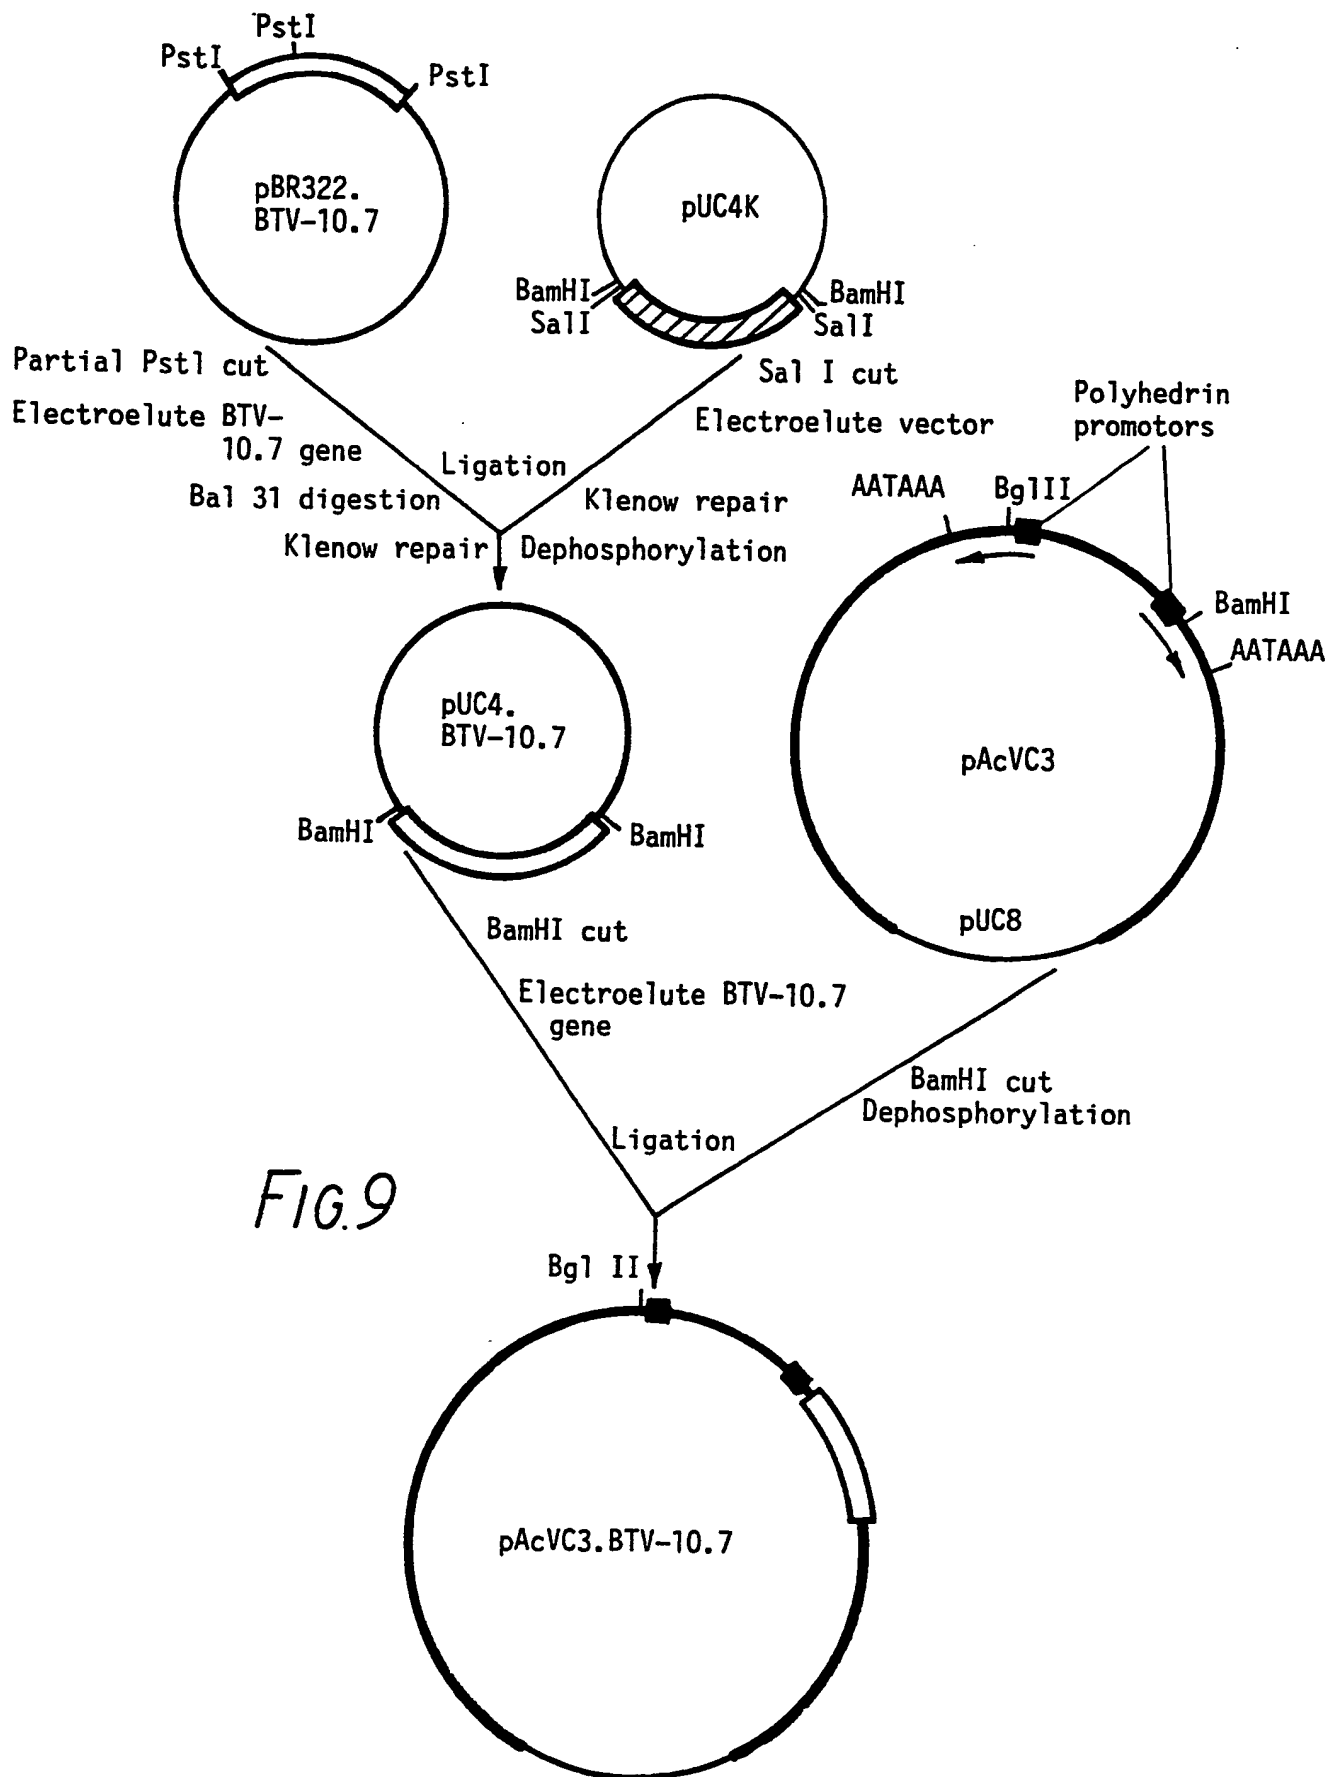 PstI
PstI
PstI
pBR322.
BTV-10.7
pUC4K
BamHI
SalI
BamHI
SalI
Partial Pstl cut
Electroelute BTV-
10.7 gene
Bal 31 digestion
Klenow repair
Ligation
Sal I cut
Electroelute vector
Klenow repair
Dephosphorylation
Polyhedrin
promotors
AATAAA
BglII
BamHI
AATAAA
pAcVC3
pUC8
pUC4.
BTV-10.7
BamHI
BamHI
BamHI cut
Electroelute BTV-10.7
gene
BamHI cut
Dephosphorylation
Ligation
FIG.9
Bgl II
pAcVC3.BTV-10.7